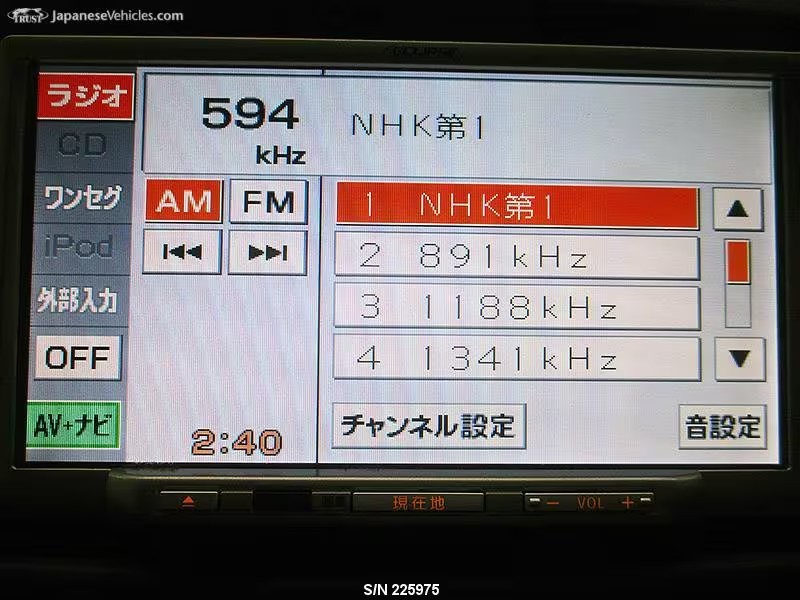 TRUST JapaneseVehicles.com
ECLIPSE
ラジオ
CD
ワンセグ
iPod
外部入力
OFF
AV+ナビ
594
kHz
NHK第1
AM
FM
1 NHK第1
2 891kHz
3 1188kHz
4 1341kHz
2:40
チャンネル設定
音設定
現在地
VOL
S/N 225975